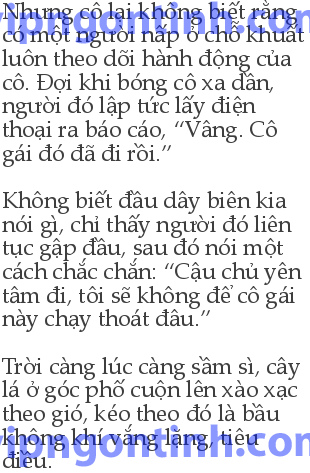 Nhưng cô lại không biết rằng
có một người nấp ở chỗ khuất
luôn theo dõi hành động của
cô. Đợi khi bóng cô xa dần,
người đó lập tức lấy điện
thoại ra báo cáo, “Vâng. Cô
gái đó đã đi rồi.”
Không biết đầu dây biên kia
nói gì, chỉ thấy người đó liên
tục gập đầu, sau đó nói một
cách chắc chắn: “Cậu chủ yên
tâm đi, tôi sẽ không để cô gái
này chạy thoát đâu.”
Trời càng lúc càng sầm sì, cây
lá ở góc phố cuộn lên xào xạc
theo gió, kéo theo đó là bầu
không khí vắng lặng, tiêu
điều.